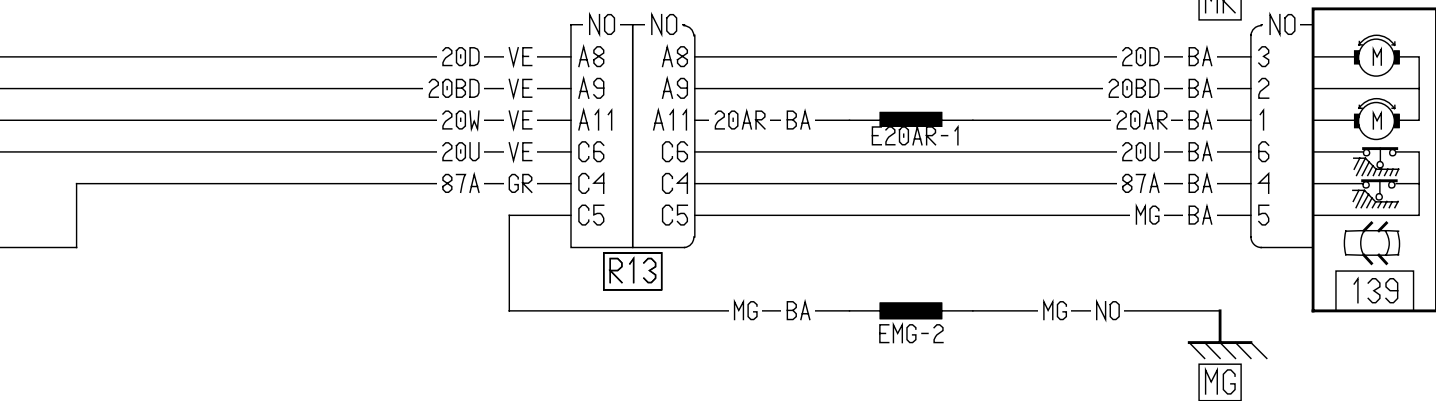 MK
NO NO NO
20D VE A8 A8 20D BA 3 M
20BD VE A9 A9 20BD BA 2
20W VE A11 A11 20AR-BA 20AR-BA 1 M
E20AR-1
20U VE C6 C6 20U BA 6
87A GR C4 C4 87A BA 4
C5 C5 MG BA 5
R13
139
MG BA MG NO
EMG-2
MG